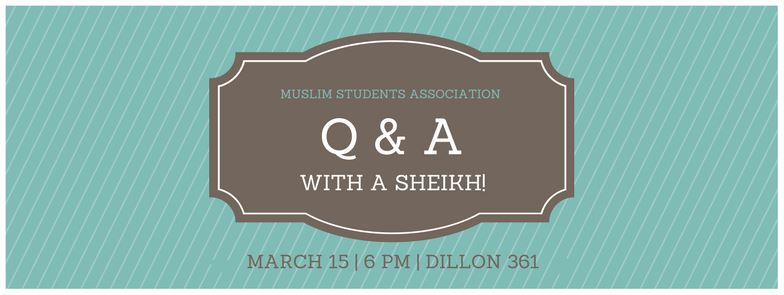 MUSLIM STUDENTS ASSOCIATION
Q & A
WITH A SHEIKH!
MARCH 15 | 6 PM | DILLON 361